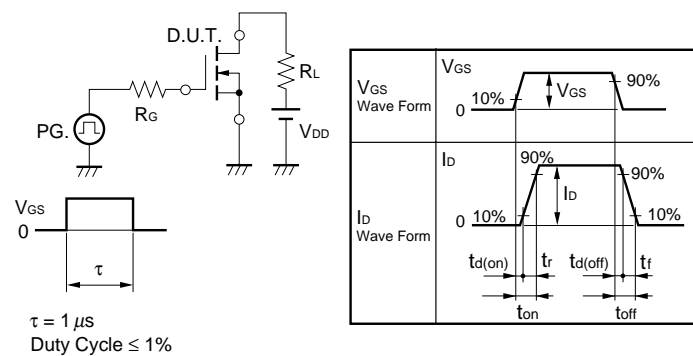 D.U.T.
RL
RG
PG.
VDD
VGS
0
τ
τ = 1 μs
Duty Cycle ≤ 1%
VGS
Wave Form
VGS
10%
0
VGS
90%
ID
Wave Form
ID
90%
90%
0
10%
ID
10%
td(on)
tr
td(off)
tf
ton
toff